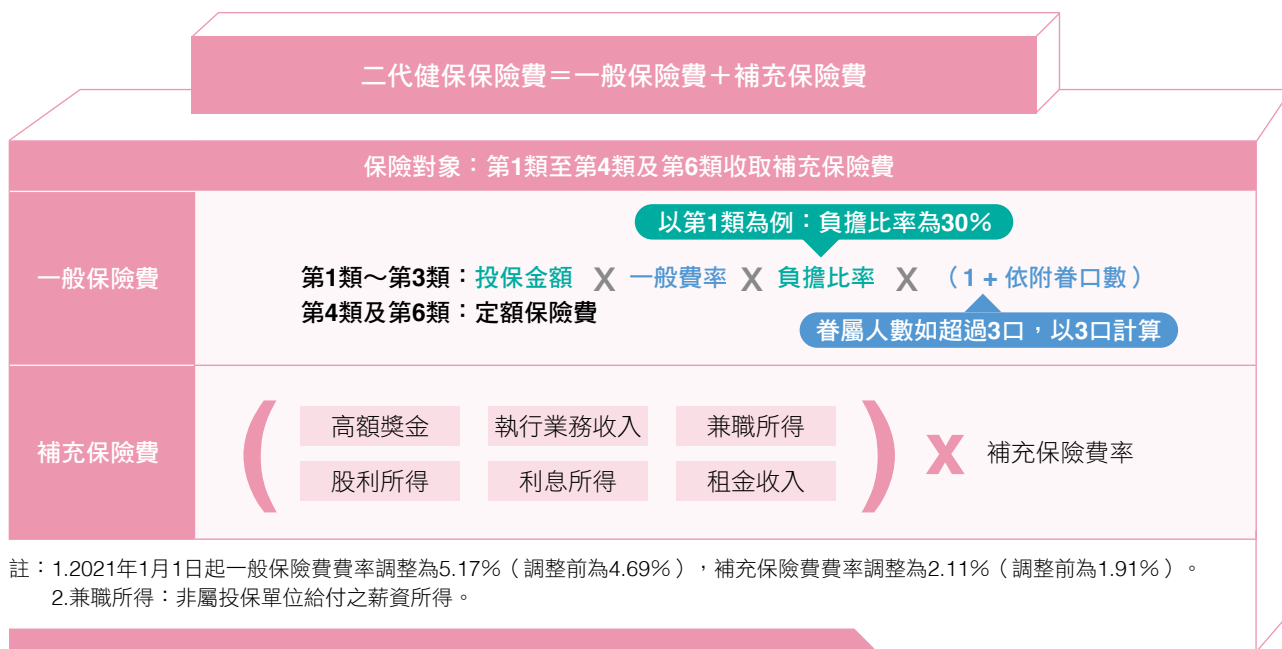 二代健保保險費＝一般保險費＋補充保險費
保險對象：第1類至第4類及第6類收取補充保險費
以第1類為例：負擔比率為30%
一般保險費
第1類～第3類：投保金額 X 一般費率 X 負擔比率 X （1 + 依附眷口數）
第4類及第6類：定額保險費
眷屬人數如超過3口，以3口計算
補充保險費
( 高額獎金 執行業務收入 兼職所得
股利所得 利息所得 租金收入 ) X 補充保險費率
註：1.2021年1月1日起一般保險費費率調整為5.17%（調整前為4.69%），補充保險費費率調整為2.11%（調整前為1.91%）。
2.兼職所得：非屬投保單位給付之薪資所得。